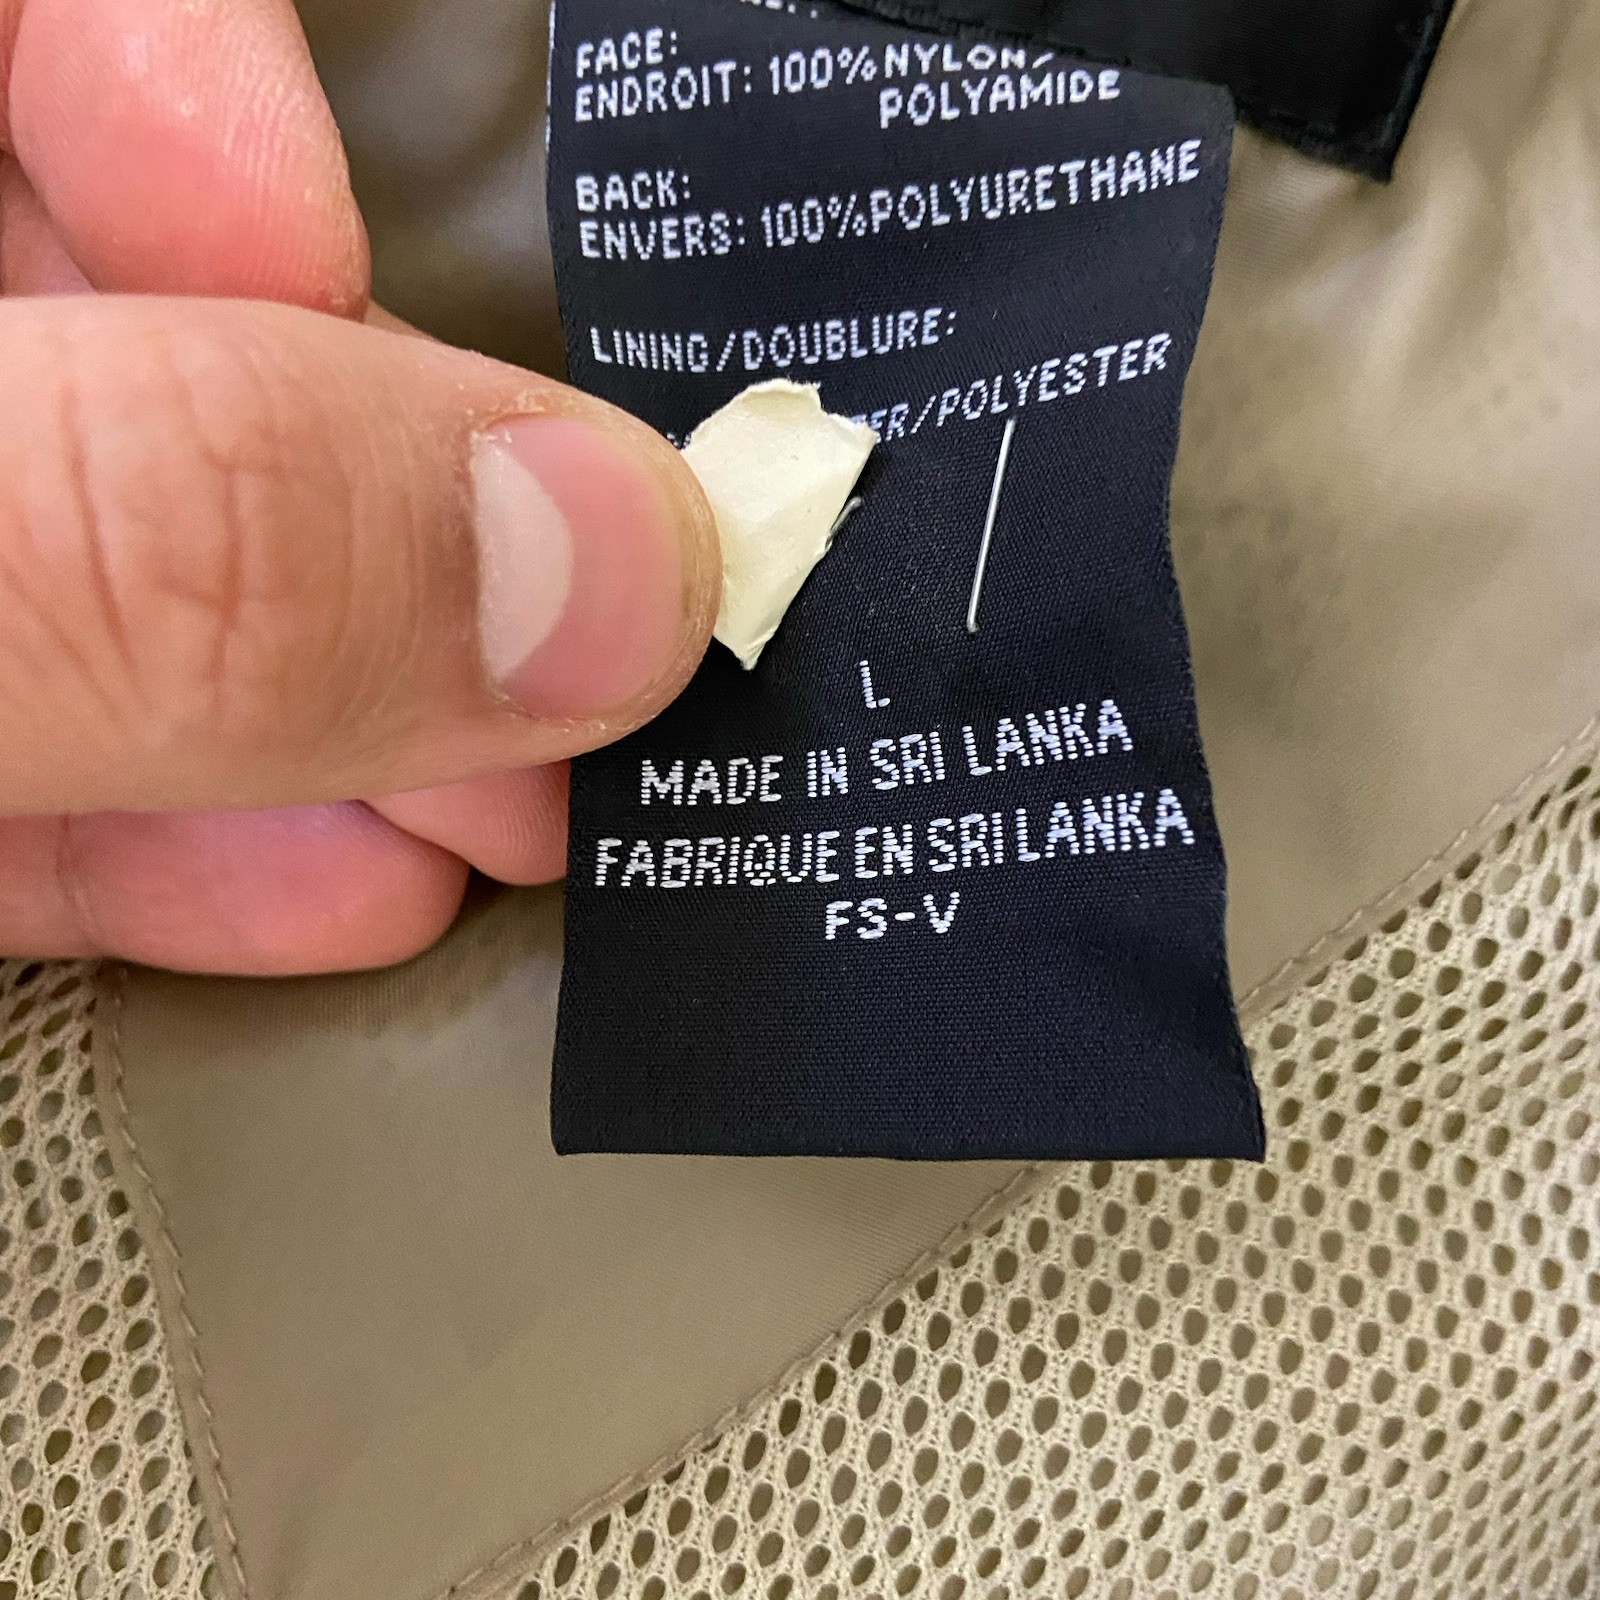 FACE:
ENDROIT: 100% NYLON/
POLYAMIDE
BACK:
ENVERS: 100% POLYURETHANE
LINING/DOUBLURE:
/POLYESTER
L
MADE IN SRI LANKA
FABRIQUE EN SRI LANKA
FS-V